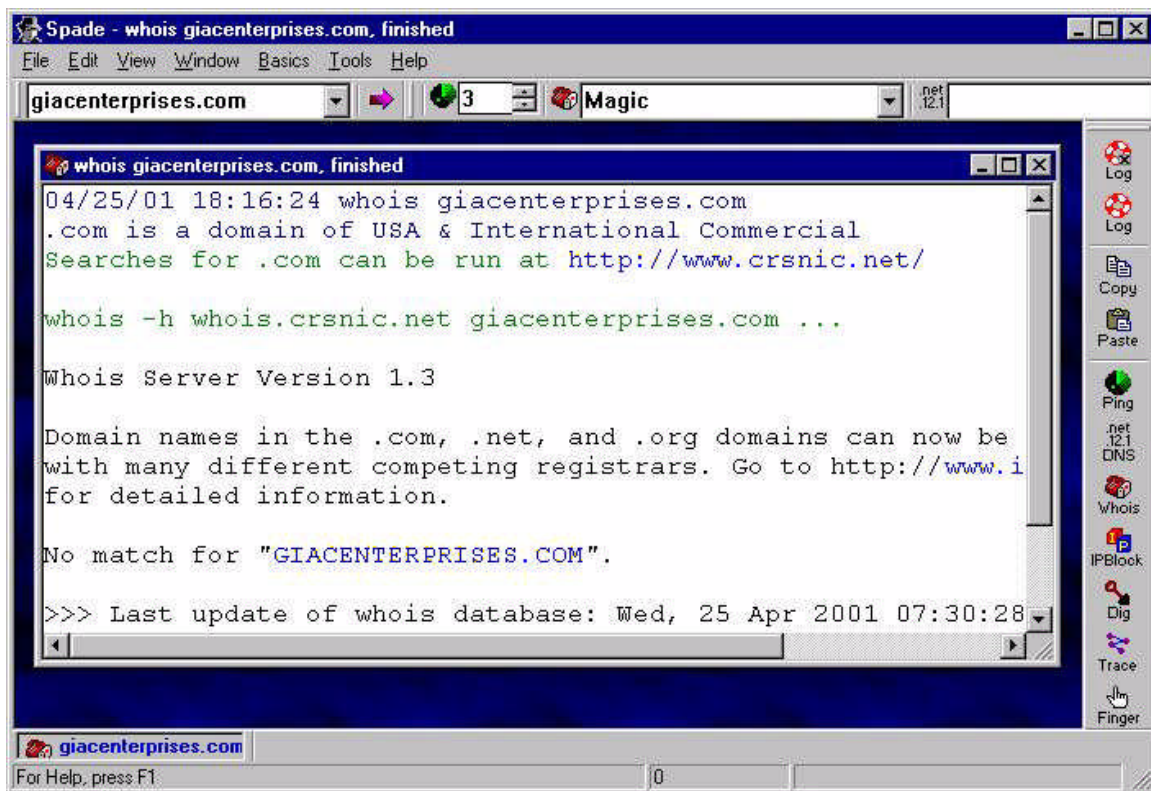 Spade - whois giacenterprises.com, finished
File Edit View Window Basics Tools Help
giacenterprises.com 3 Magic .net 12.1
whois giacenterprises.com, finished
04/25/01 18:16:24 whois giacenterprises.com
.com is a domain of USA & International Commercial
Searches for .com can be run at http://www.crsnic.net/
whois -h whois.crsnic.net giacenterprises.com ...
Whois Server Version 1.3
Domain names in the .com, .net, and .org domains can now be
with many different competing registrars. Go to http://www.i
for detailed information.
No match for "GIACENTERPRISES.COM".
>>> Last update of whois database: Wed, 25 Apr 2001 07:30:28
Log
Log
Copy
Paste
Ping
.net
12.1
DNS
Whois
IP
IPBlock
Dig
Trace
Finger
giacenterprises.com
For Help, press F1 0